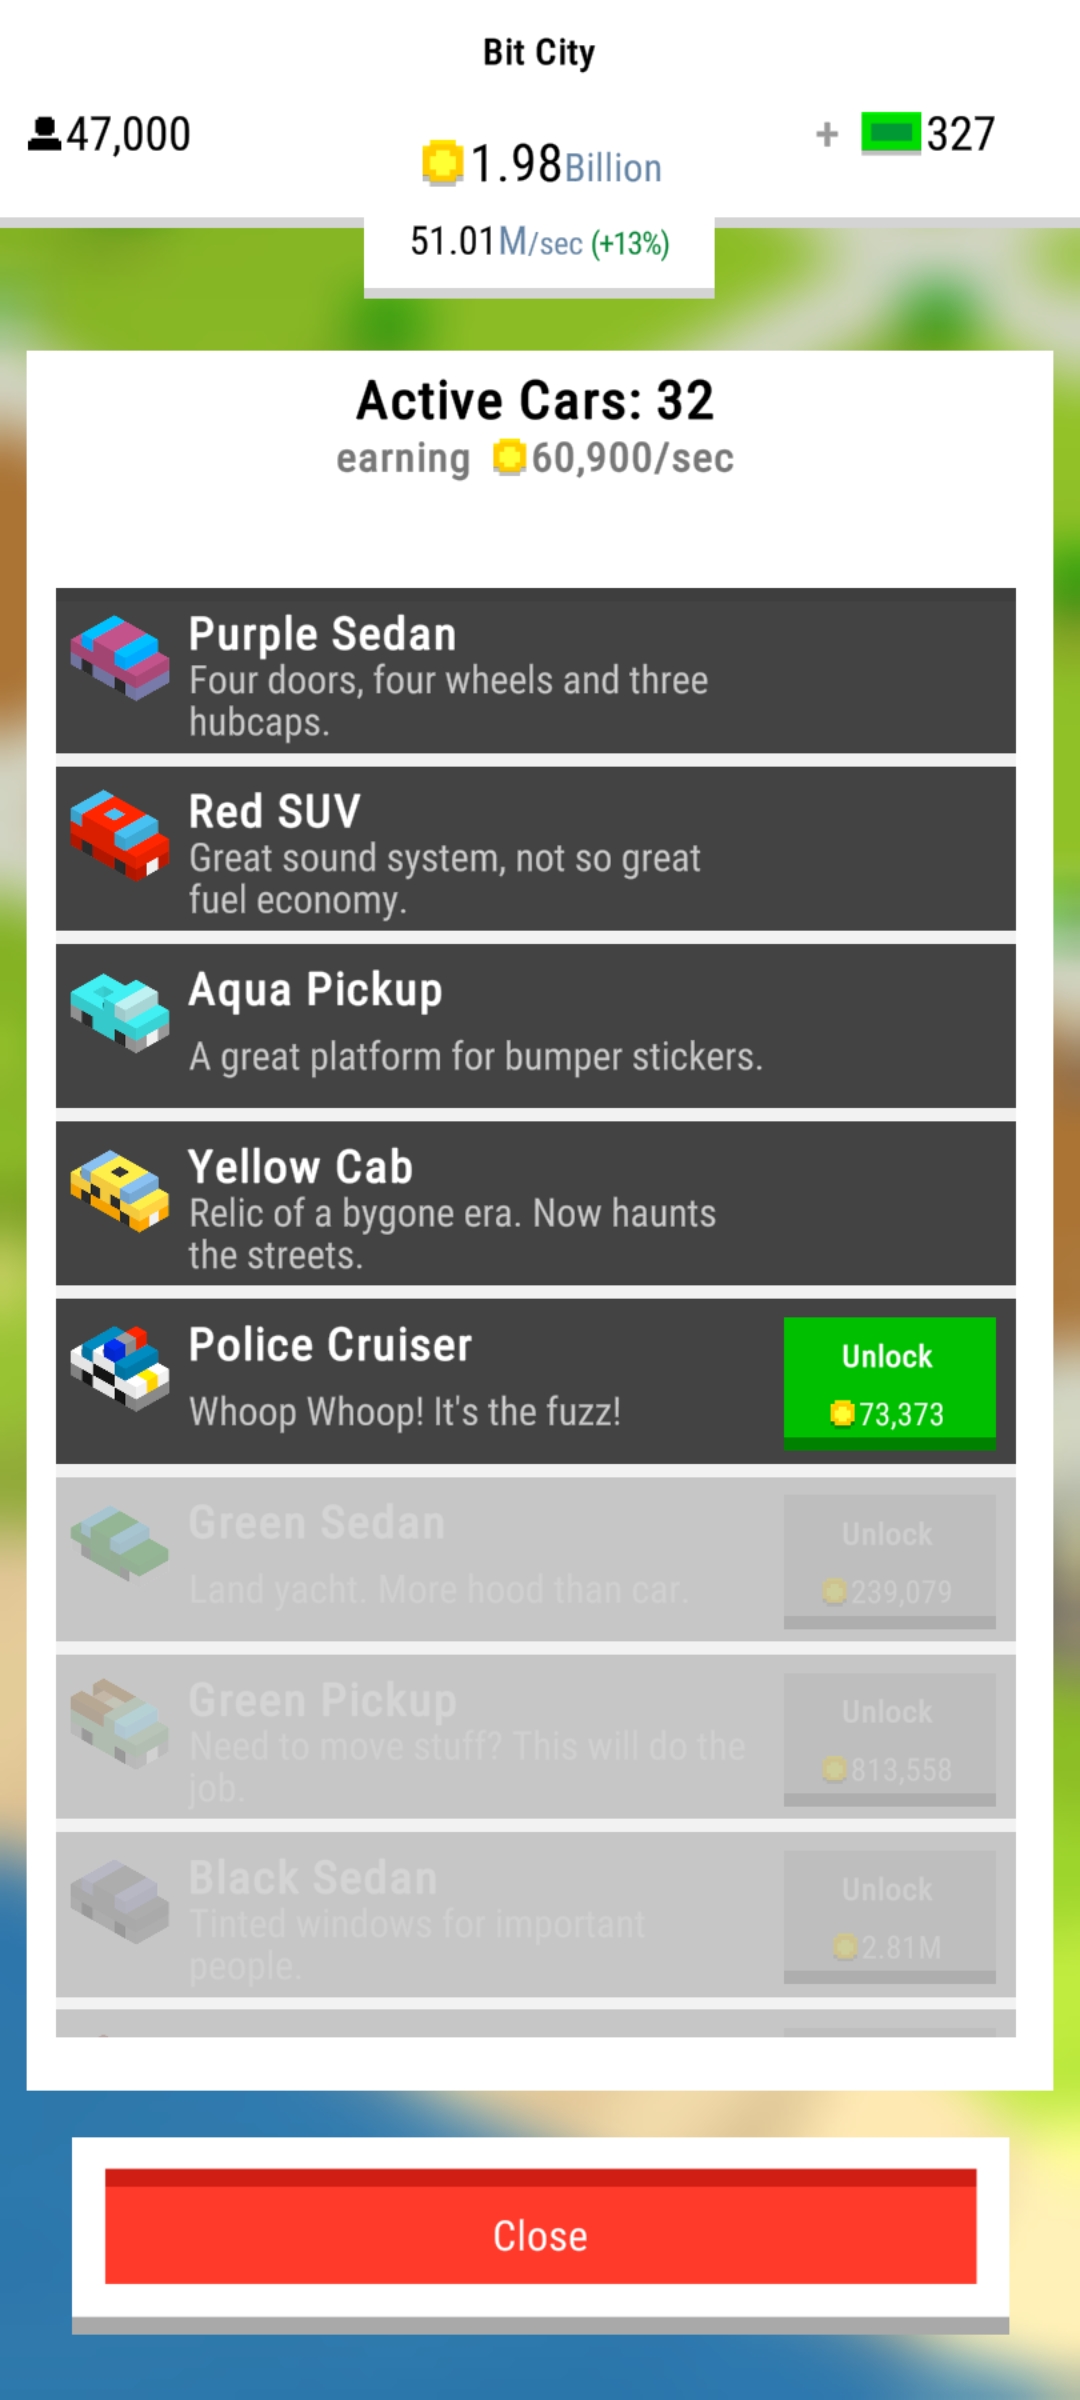 Bit City
47,000
1.98Billion
+ 327
51.01M/sec (+13%)
Active Cars: 32
earning 60,900/sec
Purple Sedan
Four doors, four wheels and three
hubcaps.
Red SUV
Great sound system, not so great
fuel economy.
Aqua Pickup
A great platform for bumper stickers.
Yellow Cab
Relic of a bygone era. Now haunts
the streets.
Police Cruiser
Whoop Whoop! It's the fuzz!
Unlock
73,373
Green Sedan
Land yacht. More hood than car.
Unlock
239,079
Green Pickup
Need to move stuff? This will do the
job.
Unlock
813,558
Black Sedan
Tinted windows for important
people.
Unlock
2.81M
Close